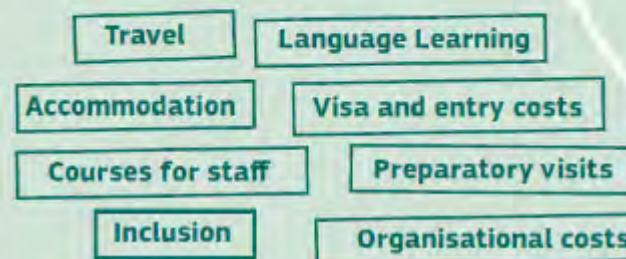 Travel
Language Learning
Accommodation
Visa and entry costs
Courses for staff
Preparatory visits
Inclusion
Organisational costs